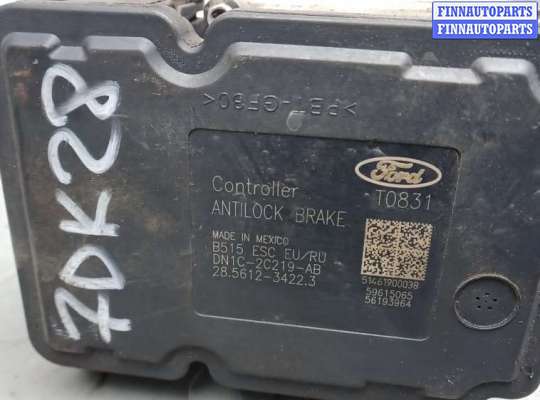 FINNAUTOPARTS
FINNAUTOPARTS
ZDK28
>PBT-GF30<
Ford
Controller
T0831
ANTILOCK BRAKE
MADE IN MEXICO
B515 ESC EU/RU
DN1C-2C219-AB
28.5612-3422.3
51461900038
59615065
56193964